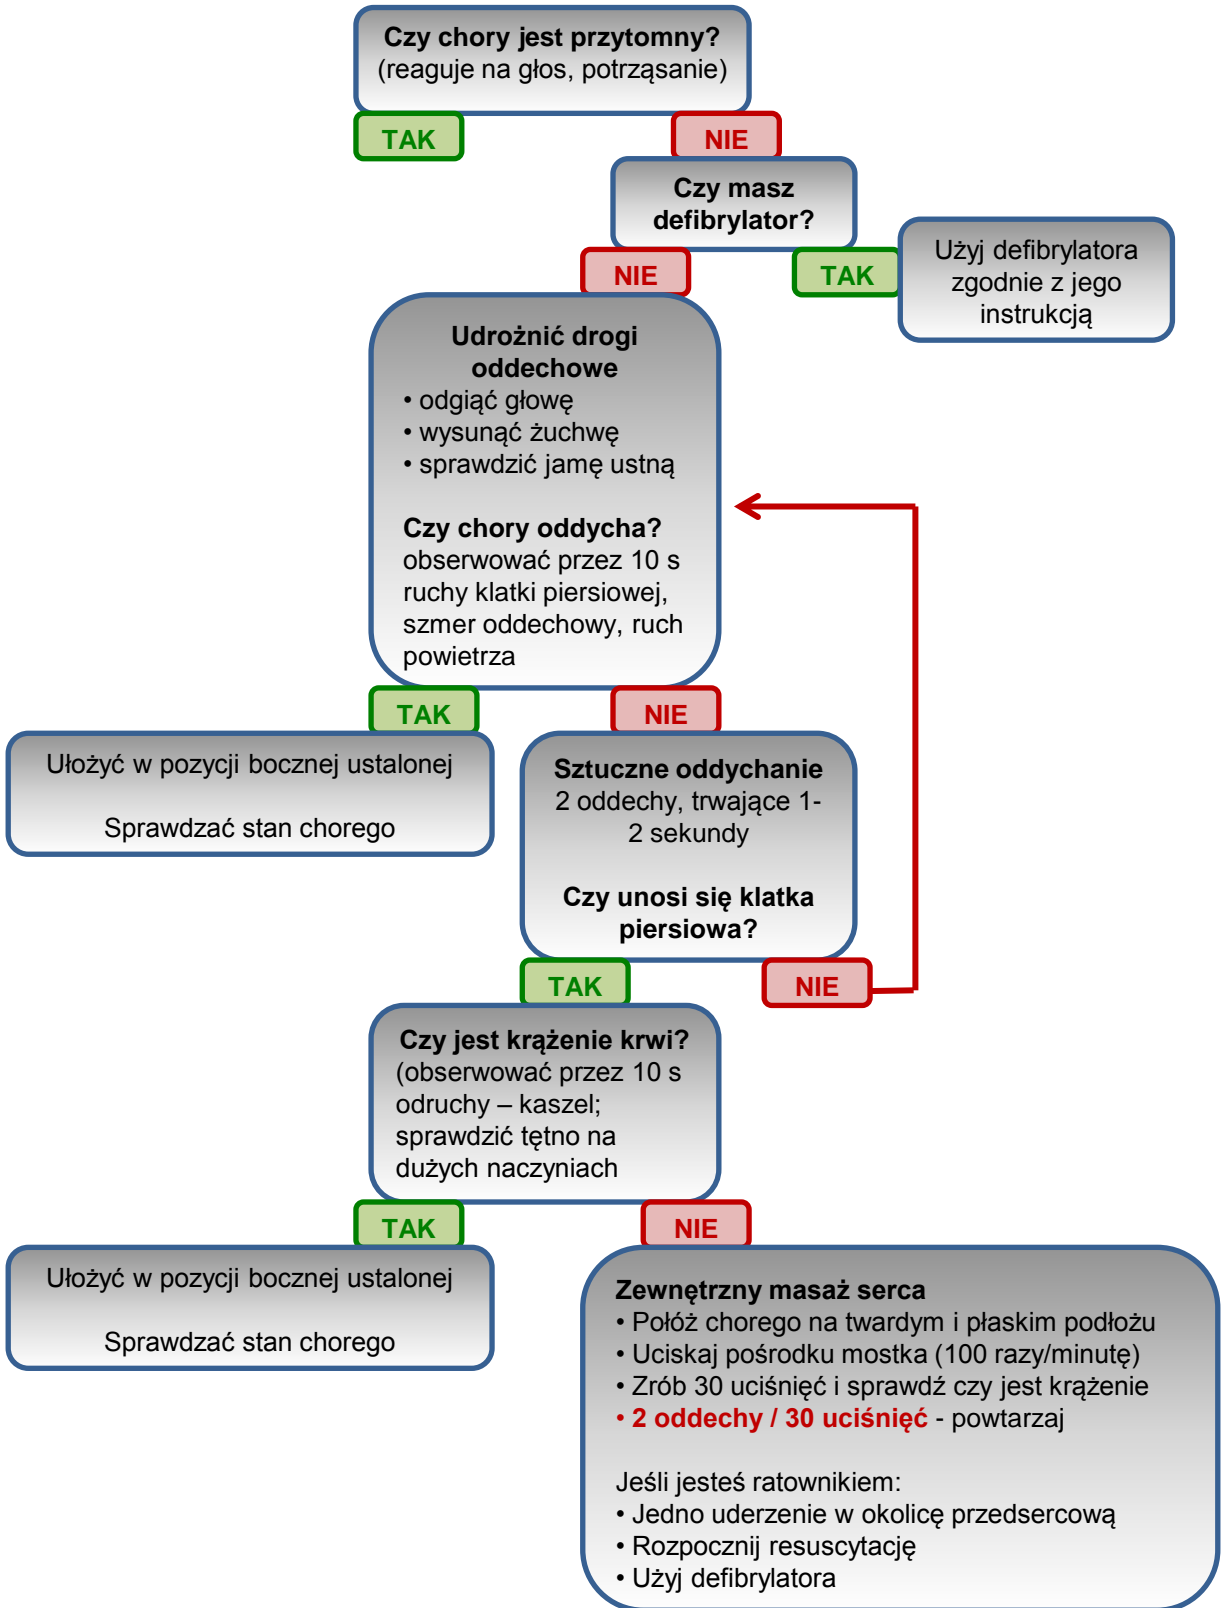 Czy chory jest przytomny?
(reaguje na głos, potrząsanie)
TAK
NIE
Czy masz
defibrylator?
NIE
TAK
Użyj defibrylatora
zgodnie z jego
instrukcją
Udrożnić drogi
oddechowe
• odgiąć głowę
• wysunąć żuchwę
• sprawdzić jamę ustną
Czy chory oddycha?
obserwować przez 10 s
ruchy klatki piersiowej,
szmer oddechowy, ruch
powietrza
TAK
NIE
Ułożyć w pozycji bocznej ustalonej
Sprawdzać stan chorego
Sztuczne oddychanie
2 oddechy, trwające 1-
2 sekundy
Czy unosi się klatka
piersiowa?
TAK
NIE
Czy jest krążenie krwi?
(obserwować przez 10 s
odruchy – kaszel;
sprawdzić tętno na
dużych naczyniach
TAK
NIE
Ułożyć w pozycji bocznej ustalonej
Sprawdzać stan chorego
Zewnętrzny masaż serca
• Połóż chorego na twardym i płaskim podłożu
• Uciskaj pośrodku mostka (100 razy/minutę)
• Zrób 30 uciśnięć i sprawdź czy jest krążenie
• 2 oddechy / 30 uciśnięć - powtarzaj
Jeśli jesteś ratownikiem:
• Jedno uderzenie w okolicę przedsercową
• Rozpocznij resuscytację
• Użyj defibrylatora